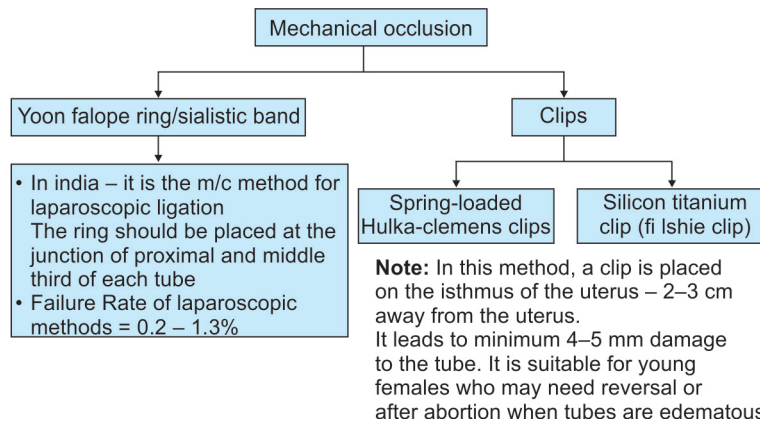 Mechanical occlusion
Yoon falope ring/sialistic band
Clips
• In india – it is the m/c method for
laparoscopic ligation
The ring should be placed at the
junction of proximal and middle
third of each tube
• Failure Rate of laparoscopic
methods = 0.2 – 1.3%
Spring-loaded
Hulka-clemens clips
Silicon titanium
clip (fi lshie clip)
Note: In this method, a clip is placed
on the isthmus of the uterus – 2–3 cm
away from the uterus.
It leads to minimum 4–5 mm damage
to the tube. It is suitable for young
females who may need reversal or
after abortion when tubes are edematous